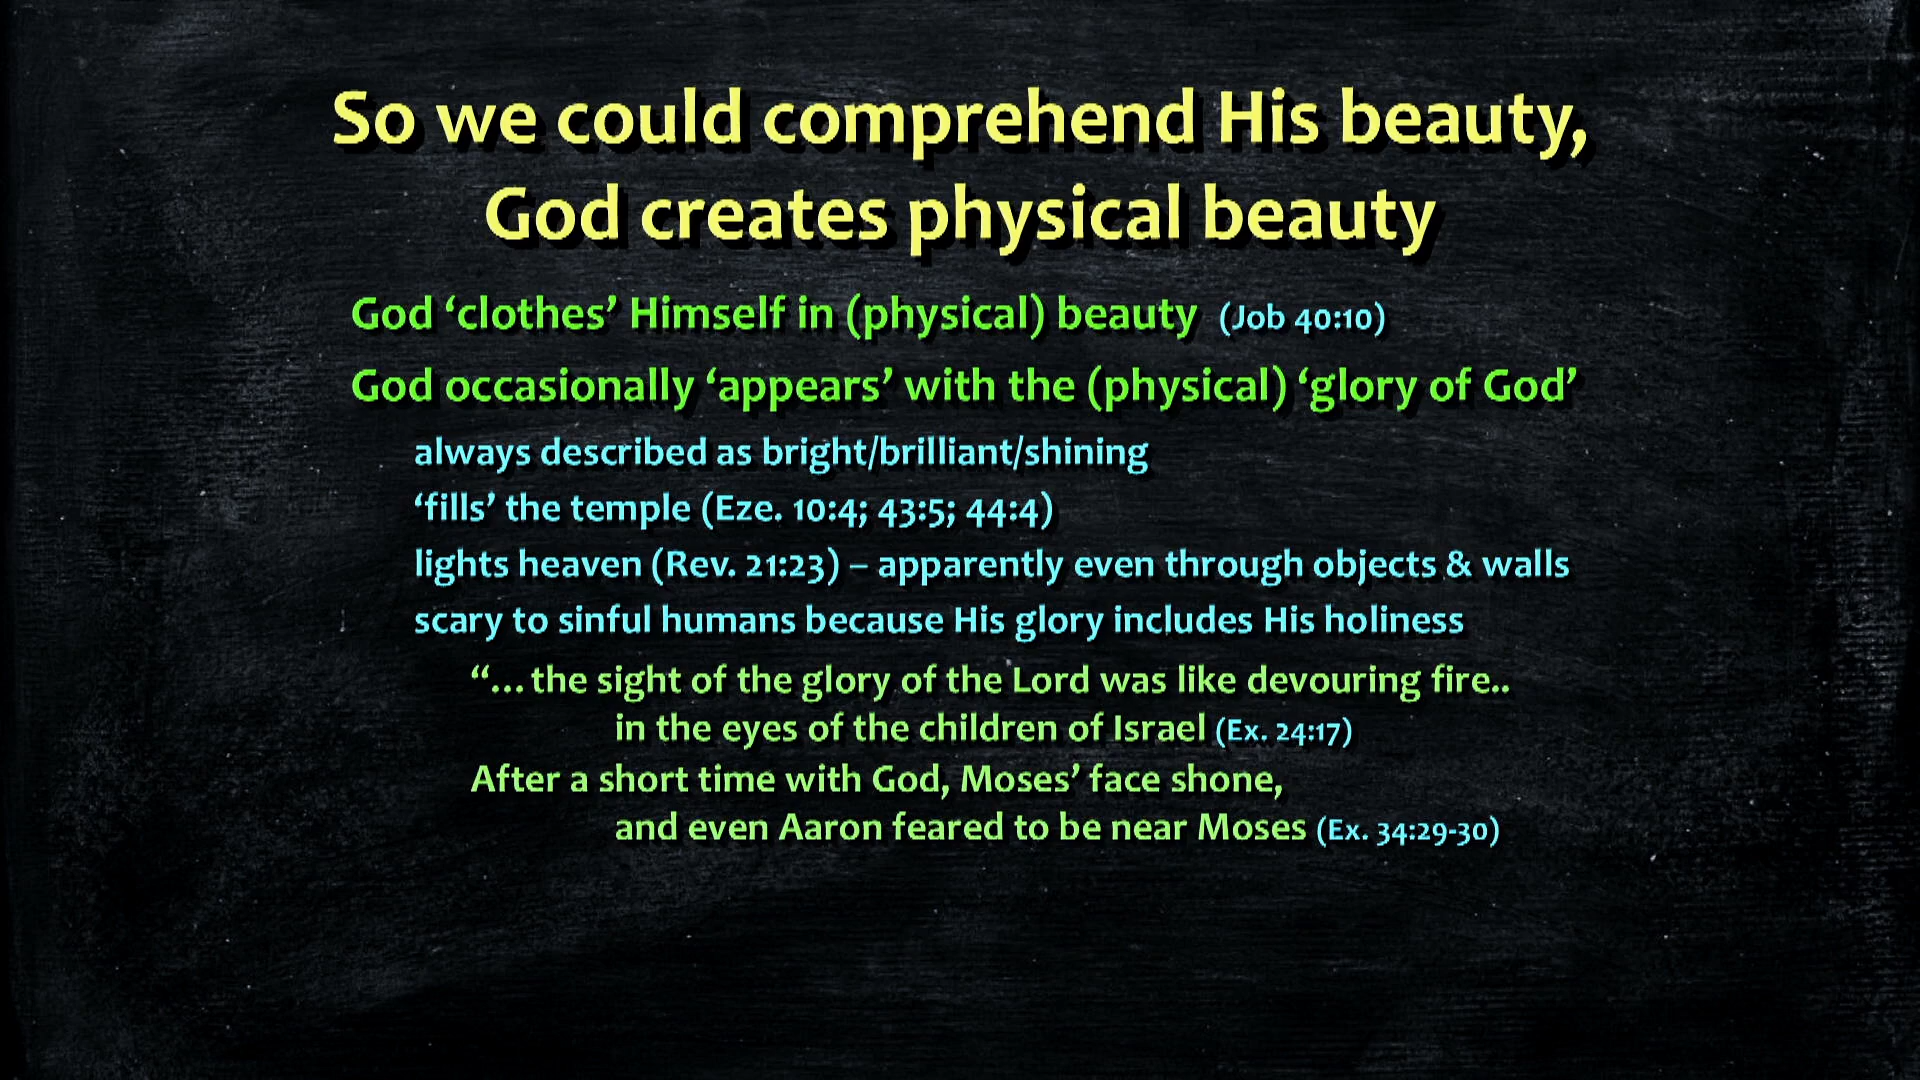 So we could comprehend His beauty,
God creates physical beauty
God ‘clothes’ Himself in (physical) beauty (Job 40:10)
God occasionally ‘appears’ with the (physical) ‘glory of God’
always described as bright/brilliant/shining
‘fills’ the temple (Eze. 10:4; 43:5; 44:4)
lights heaven (Rev. 21:23) – apparently even through objects & walls
scary to sinful humans because His glory includes His holiness
“…the sight of the glory of the Lord was like devouring fire..
in the eyes of the children of Israel (Ex. 24:17)
After a short time with God, Moses’ face shone,
and even Aaron feared to be near Moses (Ex. 34:29-30)